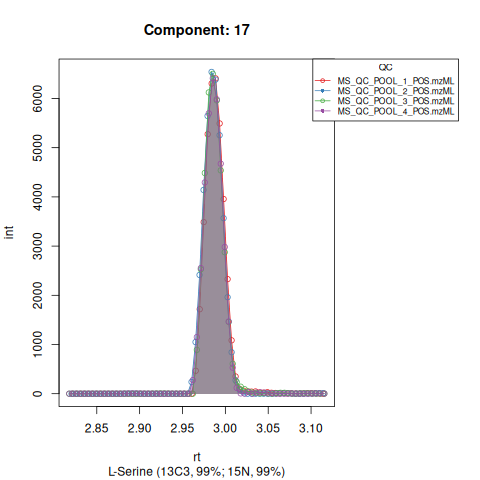 Component: 17
QC
MS_QC_POOL_1_POS.mzML
MS_QC_POOL_2_POS.mzML
MS_QC_POOL_3_POS.mzML
MS_QC_POOL_4_POS.mzML
int
6000
5000
4000
3000
2000
1000
0
2.85 2.90 2.95 3.00 3.05 3.10
rt
L-Serine (13C3, 99%; 15N, 99%)